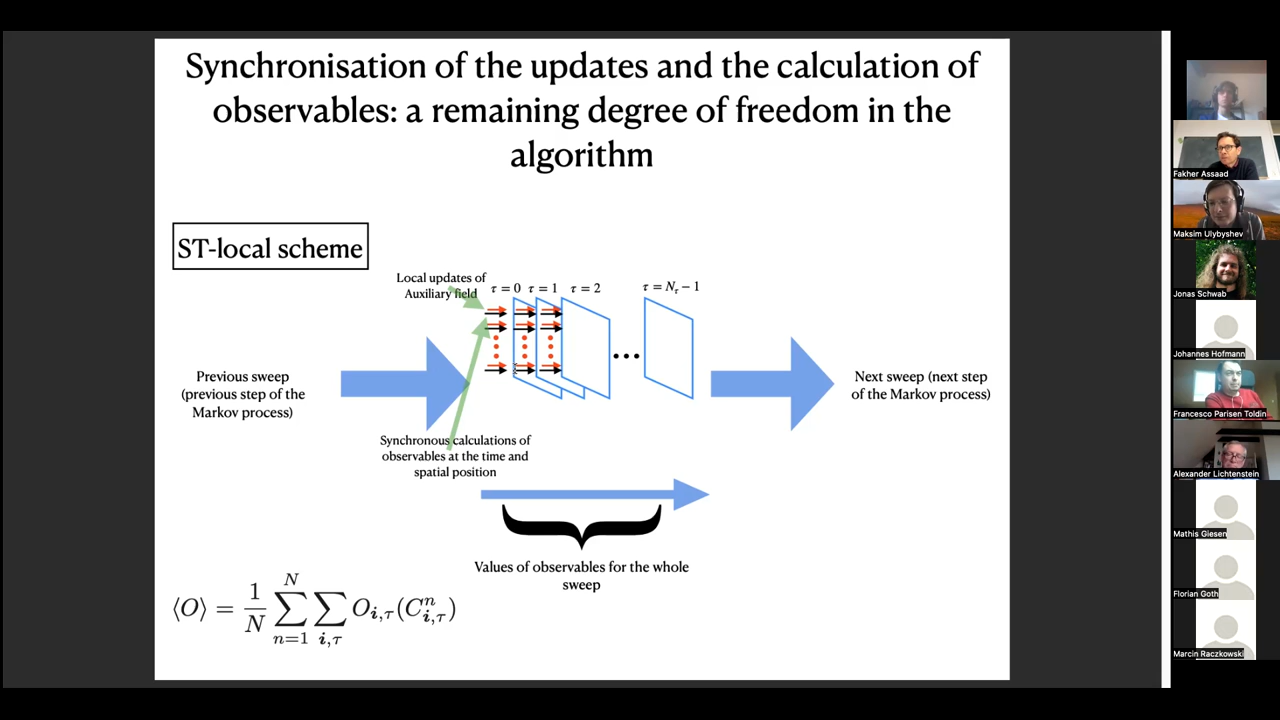 Synchronisation of the updates and the calculation of
observables: a remaining degree of freedom in the
algorithm
ST-local scheme
Local updates of
Auxiliary field
τ = 0 τ = 1 τ = 2 τ = Nτ − 1
Previous sweep
(previous step of the
Markov process)
Next sweep (next step
of the Markov process)
Synchronous calculations of
observables at the time and
spatial position
Values of observables for the whole
sweep
⟨O⟩ = 1/N ∑_{n=1}^{N} ∑_{i,τ} O_{i,τ}(C^n_{i,τ})
Fakher Assaad
Maksim Ulybyshev
Jonas Schwab
Johannes Hofmann
Francesco Parisen Toldin
Alexander Lichtenstein
Mathis Giesen
Florian Goth
Marcin Raczkowski